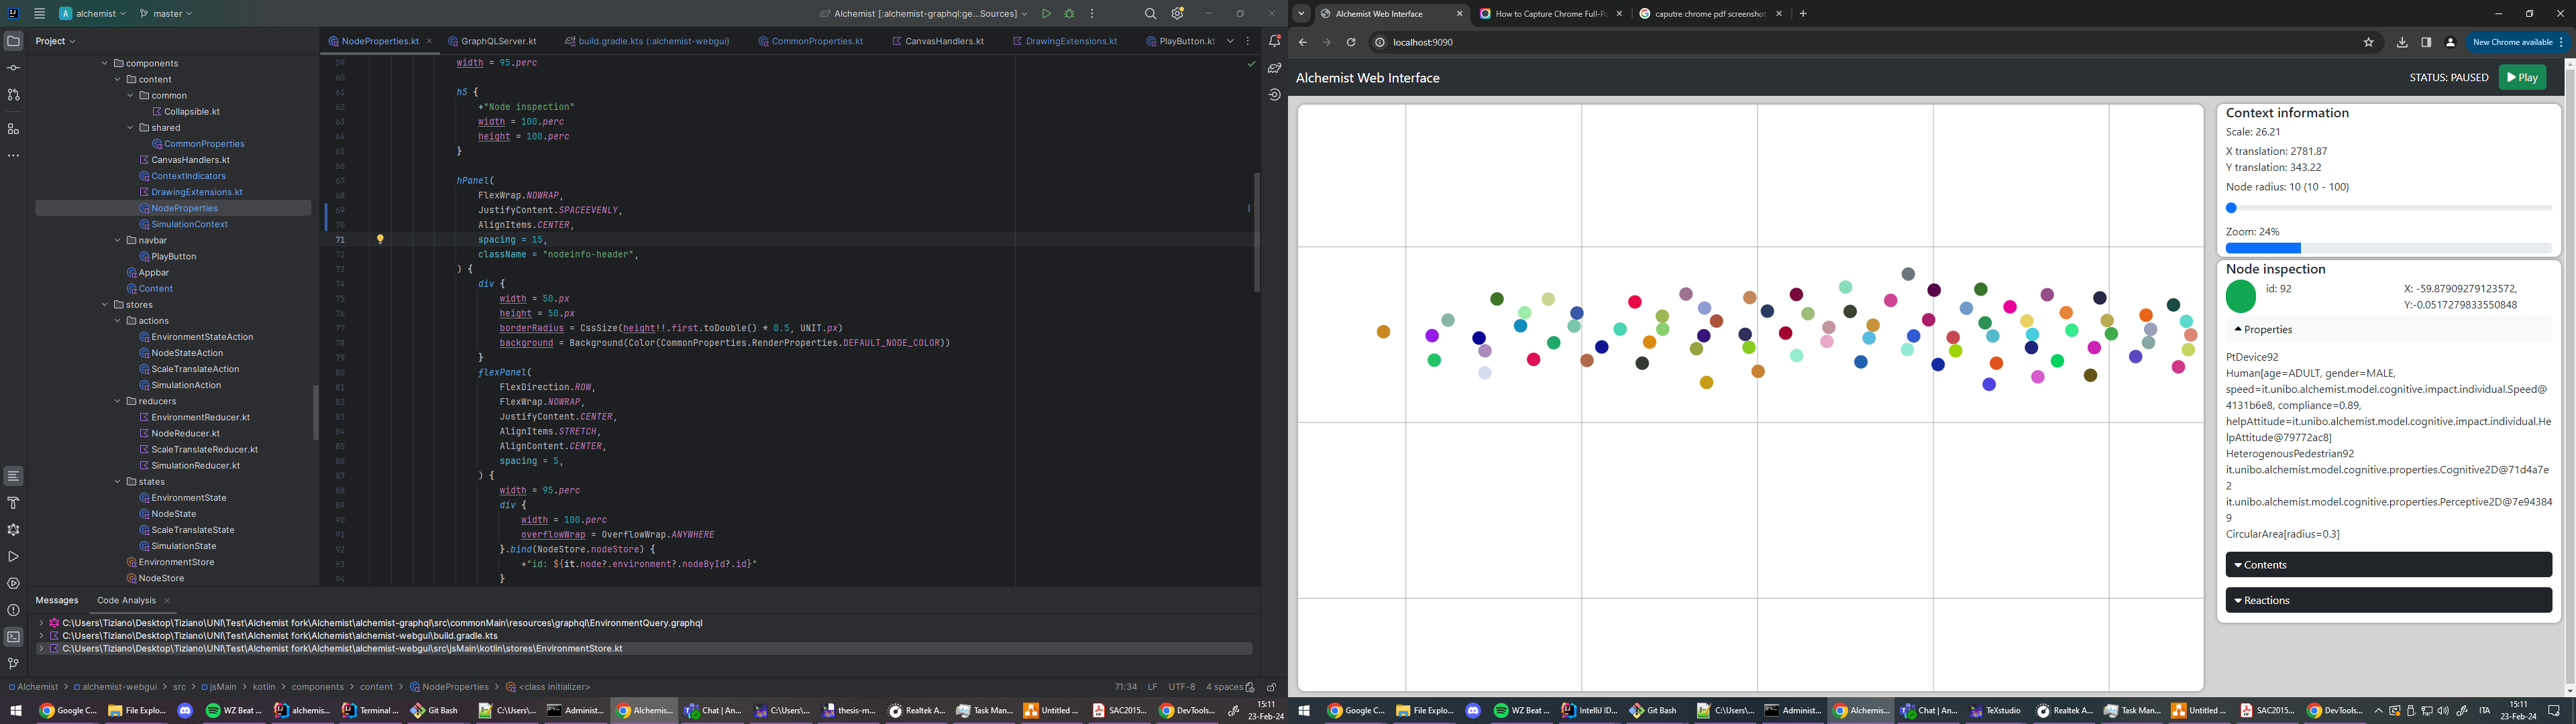 alchemist
master
Alchemist [:alchemist-graphql:ge...Sources]
Project
components
content
common
Collapsible.kt
shared
CommonProperties
CanvasHandlers.kt
ContextIndicators
DrawingExtensions.kt
NodeProperties
SimulationContext
navbar
PlayButton
Appbar
Content
stores
actions
EnvironmentStateAction
NodeStateAction
ScaleTranslateAction
SimulationAction
reducers
EnvironmentReducer.kt
NodeReducer.kt
ScaleTranslateReducer.kt
SimulationReducer.kt
states
EnvironmentState
NodeState
ScaleTranslateState
SimulationState
EnvironmentStore
NodeStore
NodeProperties.kt
GraphQLServer.kt
build.gradle.kts (:alchemist-webgui)
CommonProperties.kt
CanvasHandlers.kt
DrawingExtensions.kt
PlayButton.kt
59 width = 95.perc
60
61 h5 {
62 +"Node inspection"
63 width = 100.perc
64 height = 100.perc
65 }
66
67 hPanel(
68 FlexWrap.NOWRAP,
69 JustifyContent.SPACEEVENLY,
70 AlignItems.CENTER,
71 spacing = 15,
72 className = "nodeinfo-header",
73 ) {
74 div {
75 width = 50.px
76 height = 50.px
77 borderRadius = CssSize(height!!.first.toDouble() * 0.5, UNIT.px)
78 background = Background(Color(CommonProperties.RenderProperties.DEFAULT_NODE_COLOR))
79 }
80 flexPanel(
81 FlexDirection.ROW,
82 FlexWrap.NOWRAP,
83 JustifyContent.CENTER,
84 AlignItems.STRETCH,
85 AlignContent.CENTER,
86 spacing = 5,
87 ) {
88 width = 95.perc
89 div {
90 width = 100.perc
91 overflowWrap = OverflowWrap.ANYWHERE
92 }.bind(NodeStore.nodeStore) {
93 +"id: ${it.node?.environment?.nodeById?.id}"
94 }
Messages Code Analysis
C:\Users\Tiziano\Desktop\Tiziano\UNI\Test\Alchemist fork\Alchemist\alchemist-graphql\src\commonMain\resources\graphql\EnvironmentQuery.graphql
C:\Users\Tiziano\Desktop\Tiziano\UNI\Test\Alchemist fork\Alchemist\alchemist-webgui\build.gradle.kts
C:\Users\Tiziano\Desktop\Tiziano\UNI\Test\Alchemist fork\Alchemist\alchemist-webgui\src\jsMain\kotlin\stores\EnvironmentStore.kt
Alchemist > alchemist-webgui > src > jsMain > kotlin > components > content > NodeProperties > <class initializer>
71:34 LF UTF-8 4 spaces
Google C... File Explo... WZ Beat ... alchemis... Terminal ... Git Bash C:\Users\... Administ... Alchemis... Chat | An... C:\Users\... thesis-m... Realtek A... Task Man... Untitled ... SAC2015... DevTools...
15:11
23-Feb-24
Alchemist Web Interface
How to Capture Chrome Full-P
caputre chrome pdf screenshot
localhost:9090
New Chrome available
Alchemist Web Interface
STATUS: PAUSED
Play
Context information
Scale: 26.21
X translation: 2781.87
Y translation: 343.22
Node radius: 10 (10 - 100)
Zoom: 24%
Node inspection
id: 92
X: -59.87909279123572,
Y:-0.0517279833550848
Properties
PtDevice92
Human[age=ADULT, gender=MALE,
speed=it.unibo.alchemist.model.cognitive.impact.individual.Speed@
4131b6e8, compliance=0.89,
helpAttitude=it.unibo.alchemist.model.cognitive.impact.individual.He
lpAttitude@79772ac8]
HeterogenousPedestrian92
it.unibo.alchemist.model.cognitive.properties.Cognitive2D@71d4a7e
2
it.unibo.alchemist.model.cognitive.properties.Perceptive2D@7e94384
9
CircularArea[radius=0.3]
Contents
Reactions
Google C... File Explo... WZ Beat ... IntelliJ ID... Git Bash C:\Users\... Administ... Alchemis... Chat | An... TeXstudio Realtek A... Task Man... Untitled ... SAC2015... DevTools...
ITA
15:11
23-Feb-24